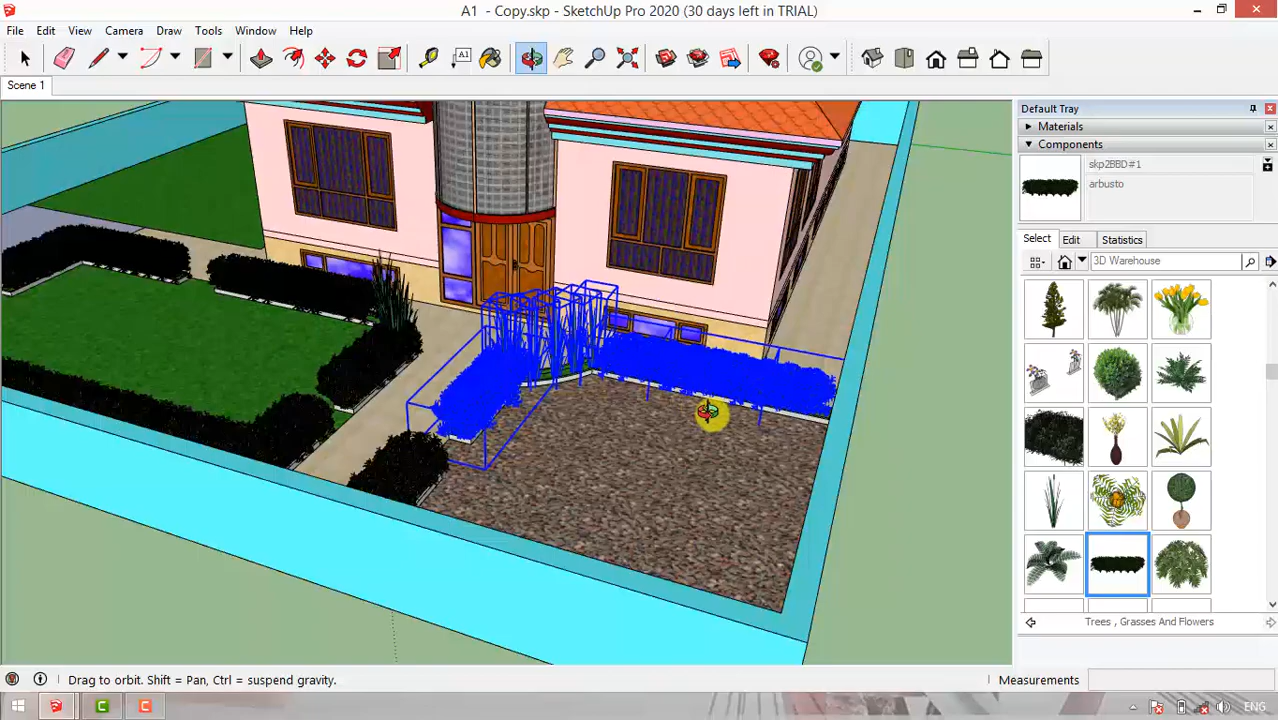 A1 - Copy.skp - SketchUp Pro 2020 (30 days left in TRIAL)
File Edit View Camera Draw Tools Window Help
A1
Scene 1
Default Tray
Materials
Components
skp2BBD#1
arbusto
Select Edit Statistics
3D Warehouse
Trees , Grasses And Flowers
Drag to orbit. Shift = Pan, Ctrl = suspend gravity.
Measurements
ENG